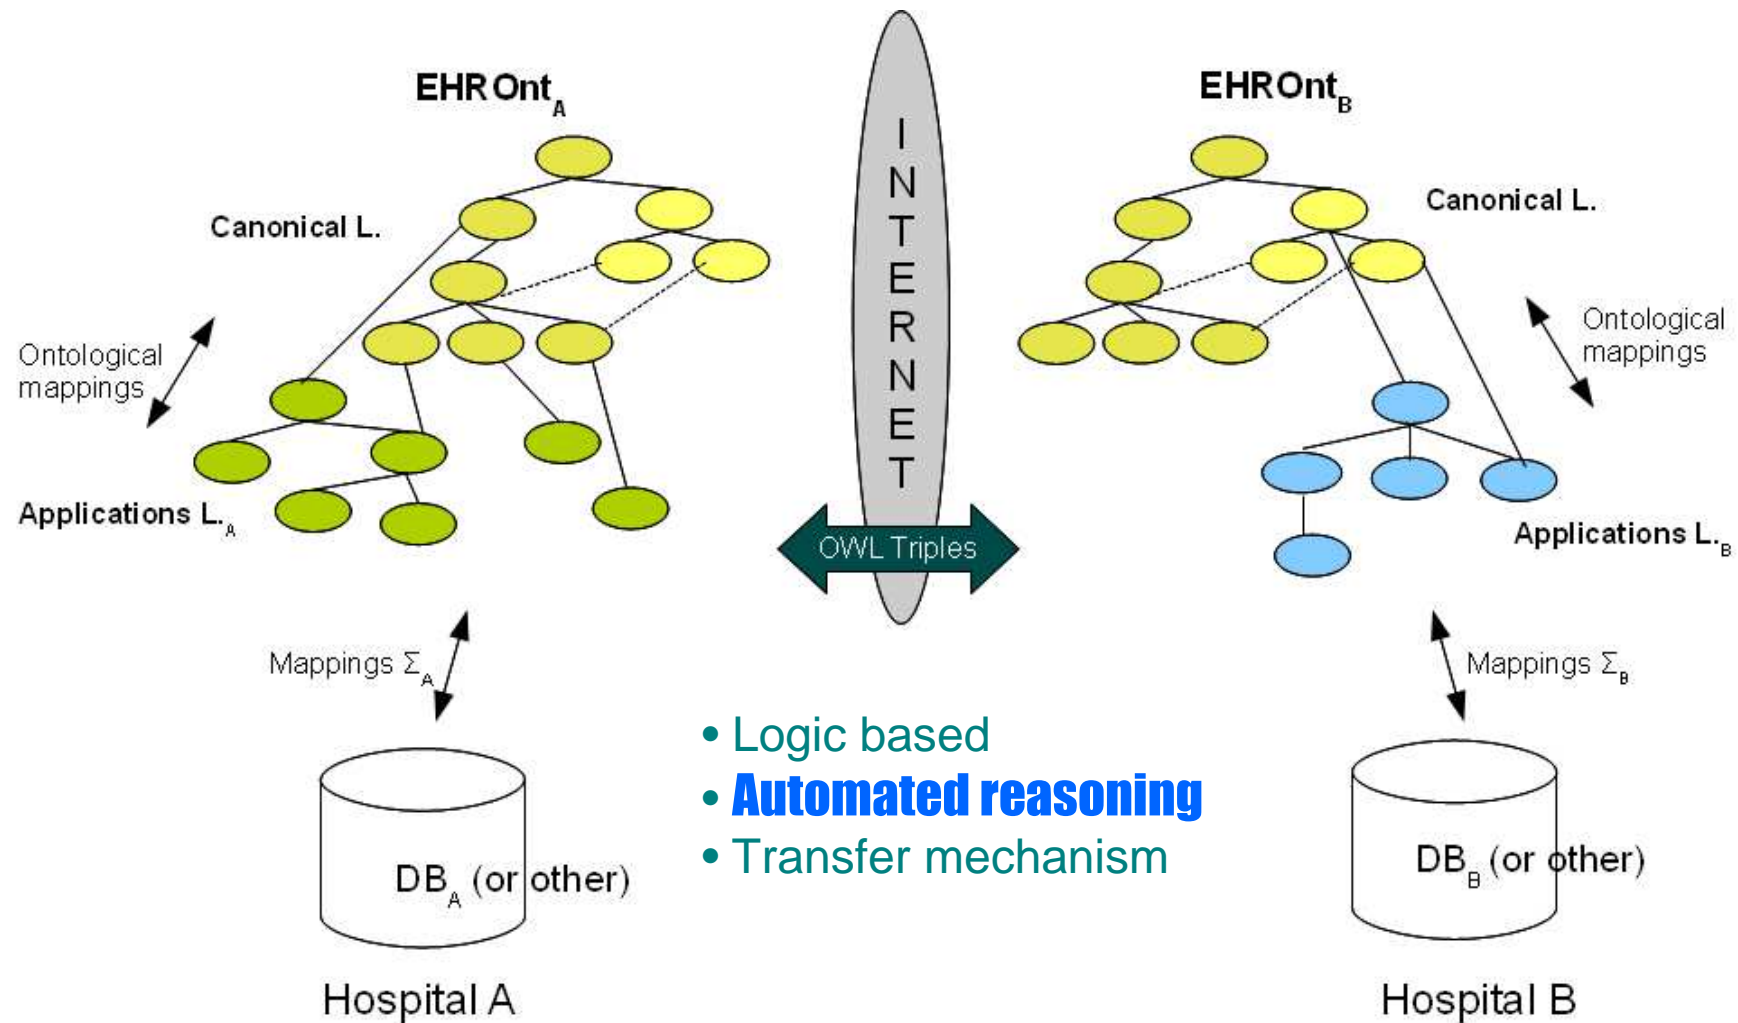 EHROnt_A
EHROnt_B
Canonical L.
Canonical L.
INTERNET
Ontological
mappings
Ontological
mappings
Applications L._A
OWL Triples
Applications L._B
Mappings Σ_A
Mappings Σ_B
• Logic based
• Automated reasoning
• Transfer mechanism
DB_A (or other)
DB_B (or other)
Hospital A
Hospital B